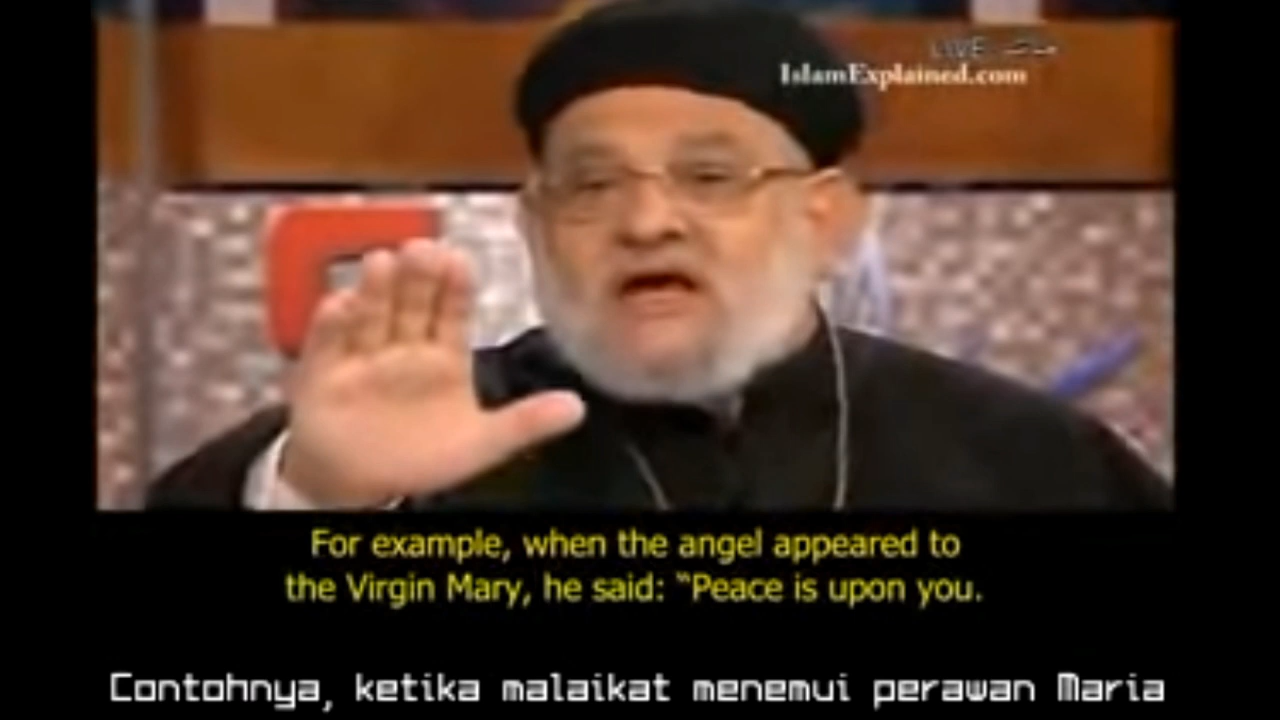 LIVE مباشر
IslamExplained.com
For example, when the angel appeared to
the Virgin Mary, he said: “Peace is upon you.
Contohnya, ketika malaikat menemui perawan Maria